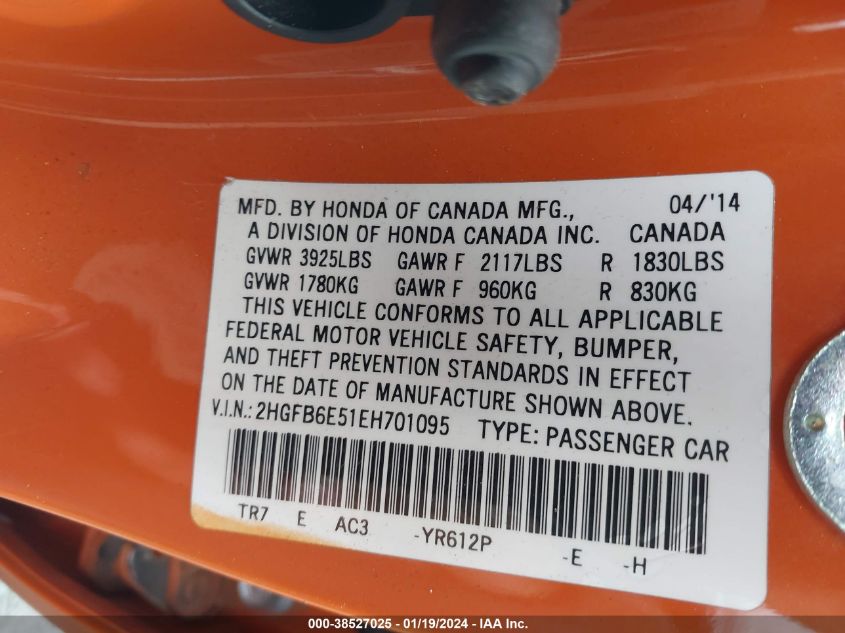 MFD. BY HONDA OF CANADA MFG., 04/'14
A DIVISION OF HONDA CANADA INC. CANADA
GVWR 3925LBS GAWR F 2117LBS R 1830LBS
GVWR 1780KG GAWR F 960KG R 830KG
THIS VEHICLE CONFORMS TO ALL APPLICABLE
FEDERAL MOTOR VEHICLE SAFETY, BUMPER,
AND THEFT PREVENTION STANDARDS IN EFFECT
ON THE DATE OF MANUFACTURE SHOWN ABOVE.
V.I.N.: 2HGFB6E51EH701095 TYPE: PASSENGER CAR
TR7 E AC3 -YR612P -E -H
000-38527025 - 01/19/2024 - IAA Inc.